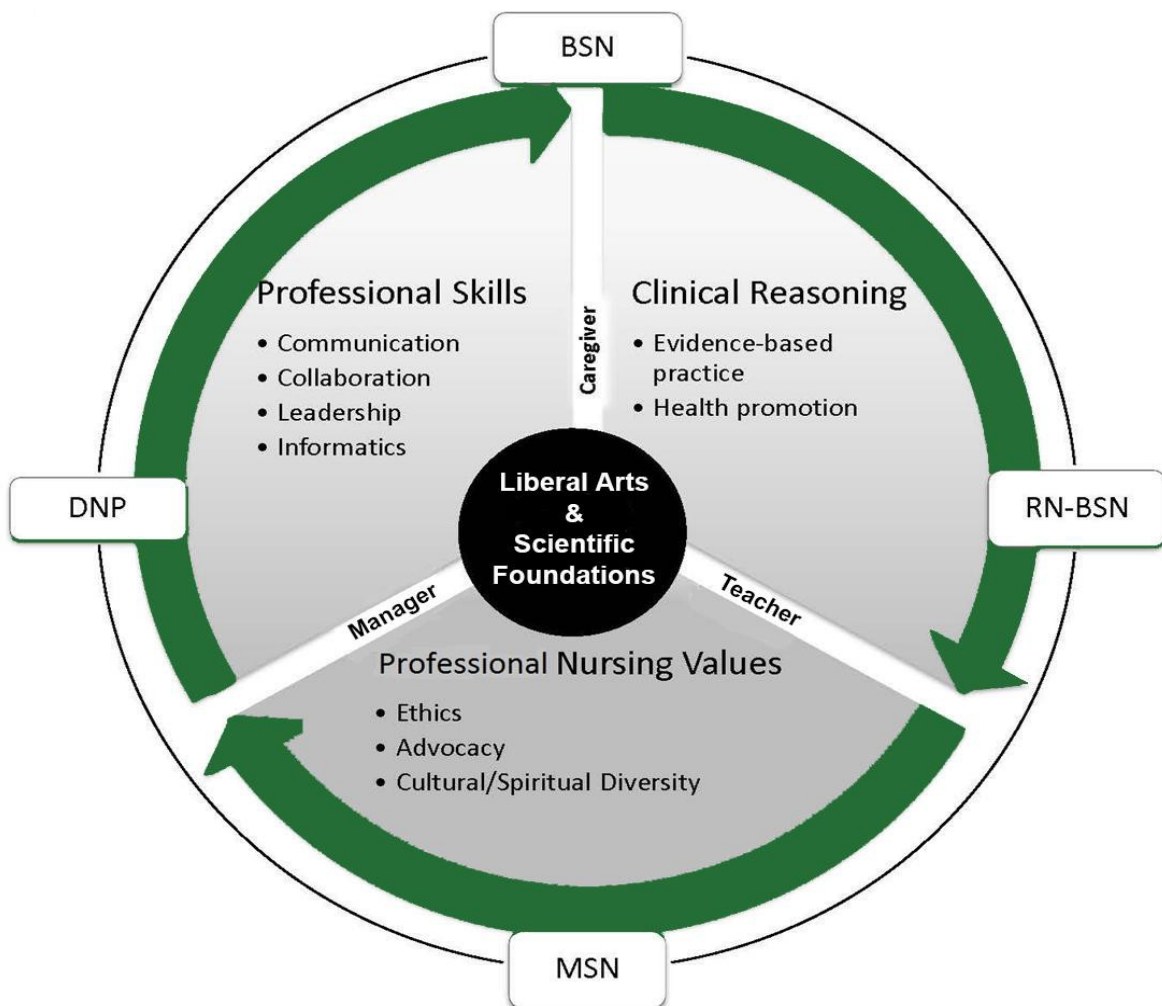 BSN
Professional Skills
• Communication
• Collaboration
• Leadership
• Informatics
Caregiver
Clinical Reasoning
• Evidence-based
practice
• Health promotion
DNP
Liberal Arts
&
Scientific
Foundations
RN-BSN
Manager
Teacher
Professional Nursing Values
• Ethics
• Advocacy
• Cultural/Spiritual Diversity
MSN